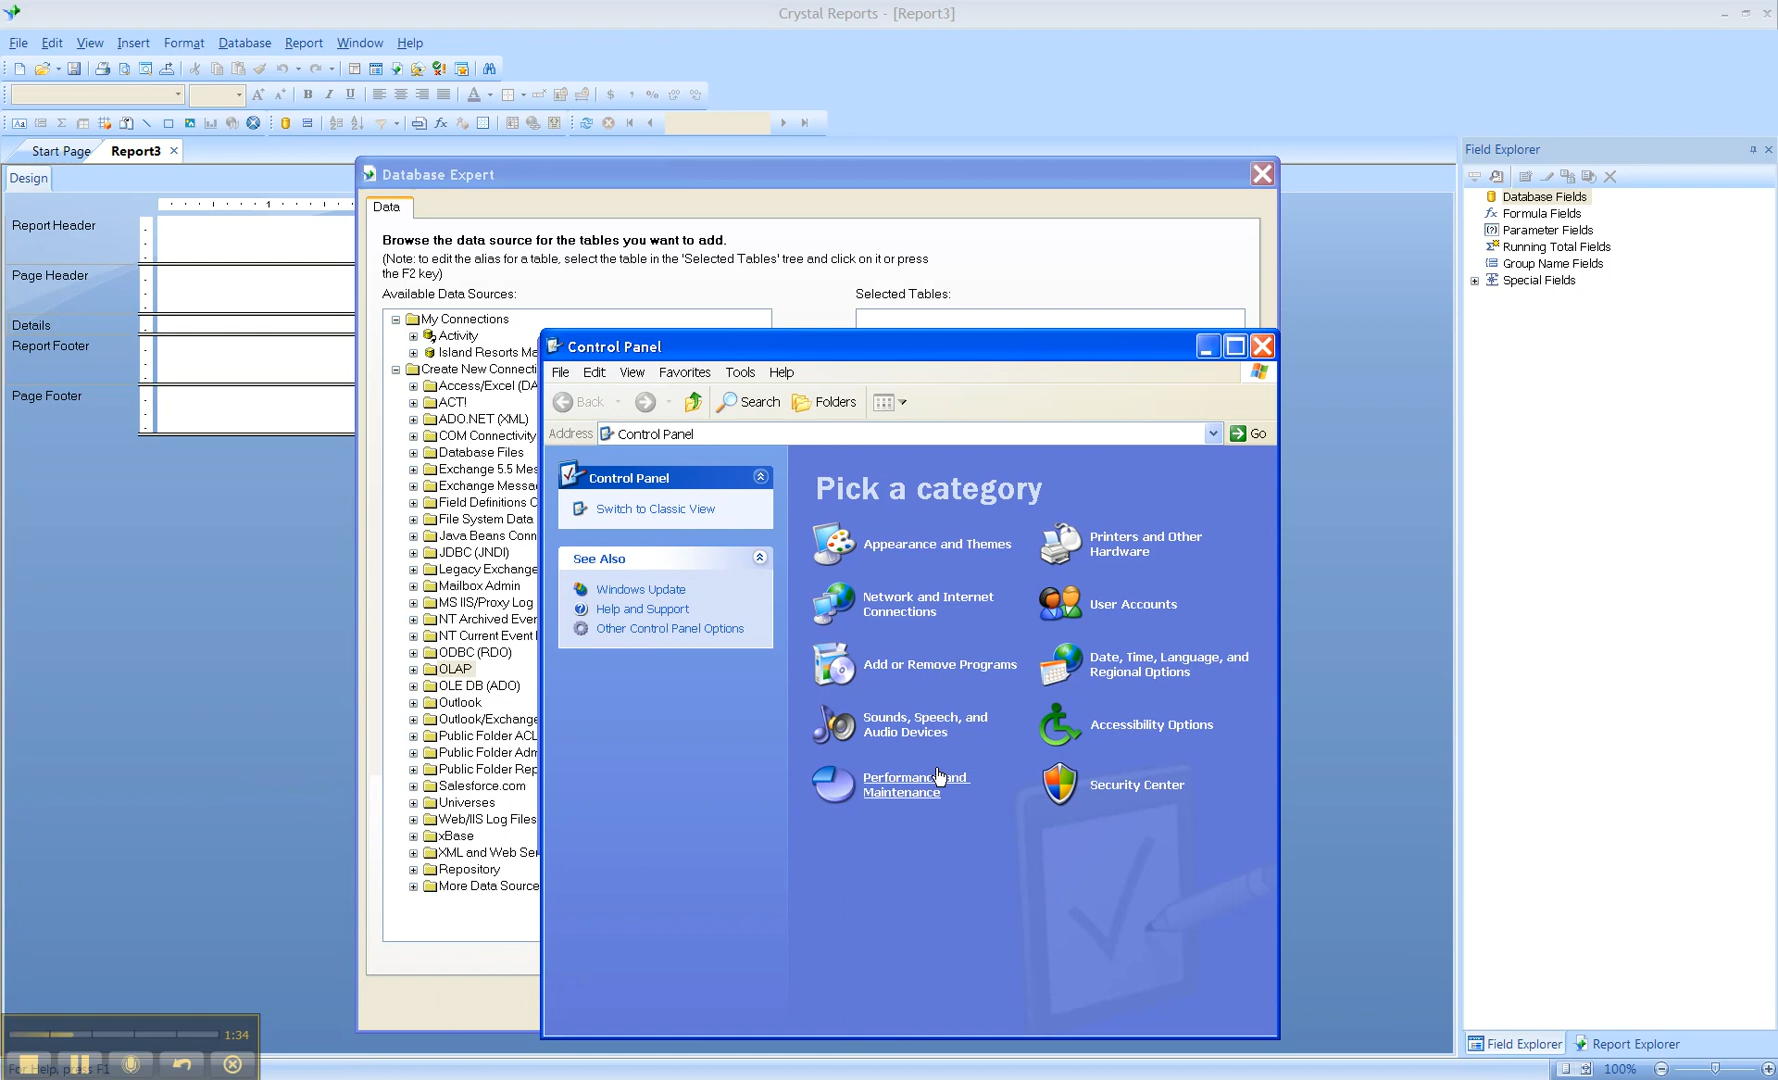 Crystal Reports - [Report3]
File Edit View Insert Format Database Report Window Help
Start Page Report3
Design
Report Header
Page Header
Details
Report Footer
Page Footer
Database Expert
Data
Browse the data source for the tables you want to add.
(Note: to edit the alias for a table, select the table in the 'Selected Tables' tree and click on it or press
the F2 key)
Available Data Sources: Selected Tables:
My Connections
Activity
Island Resorts Ma
Create New Connecti
Access/Excel (DA
ACT!
ADO.NET (XML)
COM Connectivity
Database Files
Exchange 5.5 Mes
Exchange Messa
Field Definitions O
File System Data
Java Beans Conn
JDBC (JNDI)
Legacy Exchange
Mailbox Admin
MS IIS/Proxy Log
NT Archived Even
NT Current Event
ODBC (RDO)
OLAP
OLE DB (ADO)
Outlook
Outlook/Exchange
Public Folder ACL
Public Folder Adm
Public Folder Rep
Salesforce.com
Universes
Web/IIS Log Files
xBase
XML and Web Ser
Repository
More Data Source
Control Panel
File Edit View Favorites Tools Help
Back Search Folders
Address Control Panel Go
Control Panel
Switch to Classic View
See Also
Windows Update
Help and Support
Other Control Panel Options
Pick a category
Appearance and Themes
Printers and Other
Hardware
Network and Internet
Connections
User Accounts
Add or Remove Programs
Date, Time, Language, and
Regional Options
Sounds, Speech, and
Audio Devices
Accessibility Options
Performance and
Maintenance
Security Center
Field Explorer
Database Fields
Formula Fields
Parameter Fields
Running Total Fields
Group Name Fields
Special Fields
Field Explorer Report Explorer
1:34
For Help, press F1
100%